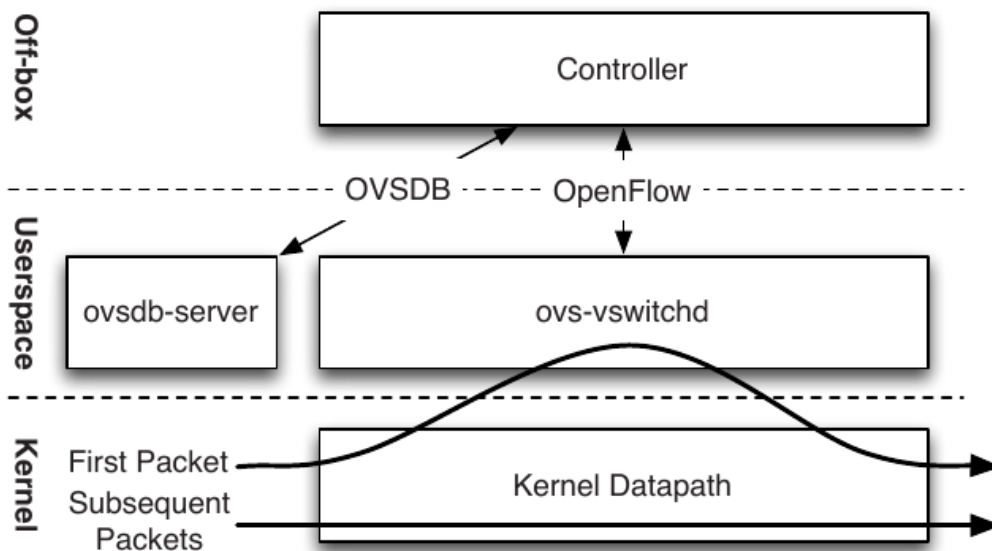 Off-box
Controller
OVSDB
OpenFlow
Userspace
ovsdb-server
ovs-vswitchd
Kernel
First Packet
Kernel Datapath
Subsequent
Packets